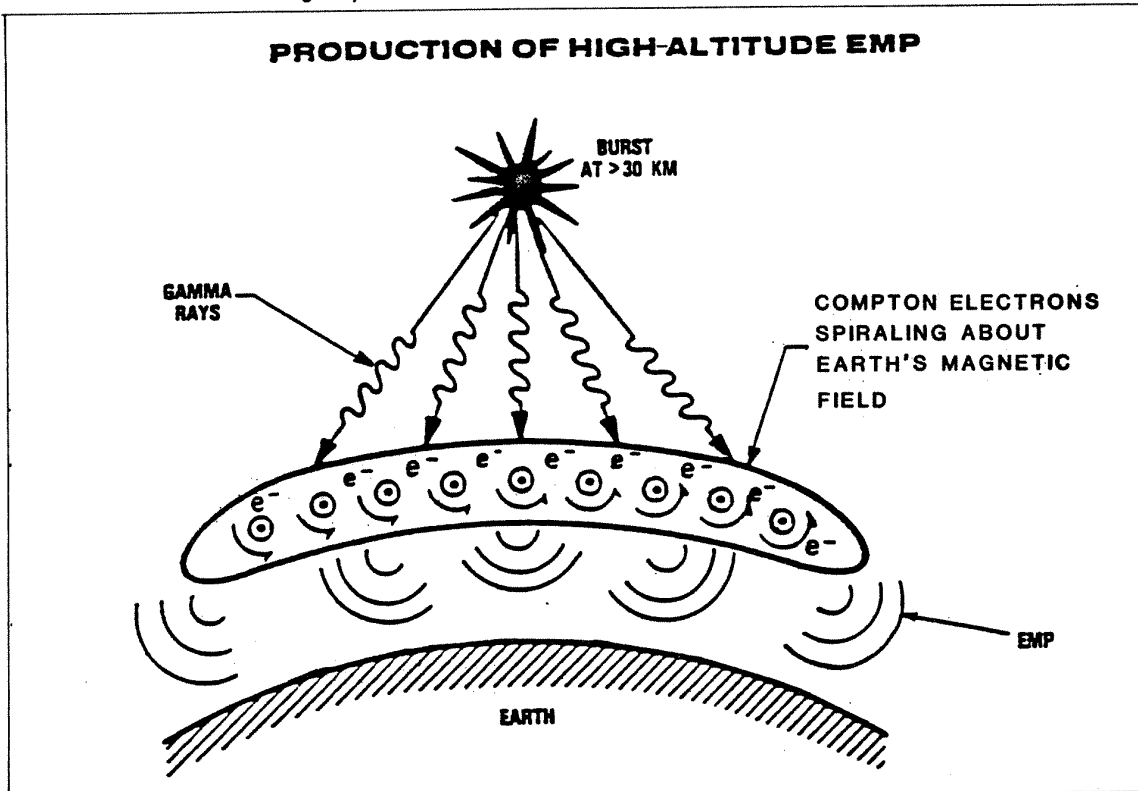 PRODUCTION OF HIGH-ALTITUDE EMP
BURST
AT > 30 KM
GAMMA
RAYS
COMPTON ELECTRONS
SPIRALING ABOUT
EARTH'S MAGNETIC
FIELD
e⁻ e⁻ e⁻ e⁻ e⁻ e⁻ e⁻ e⁻ e⁻
EMP
EARTH